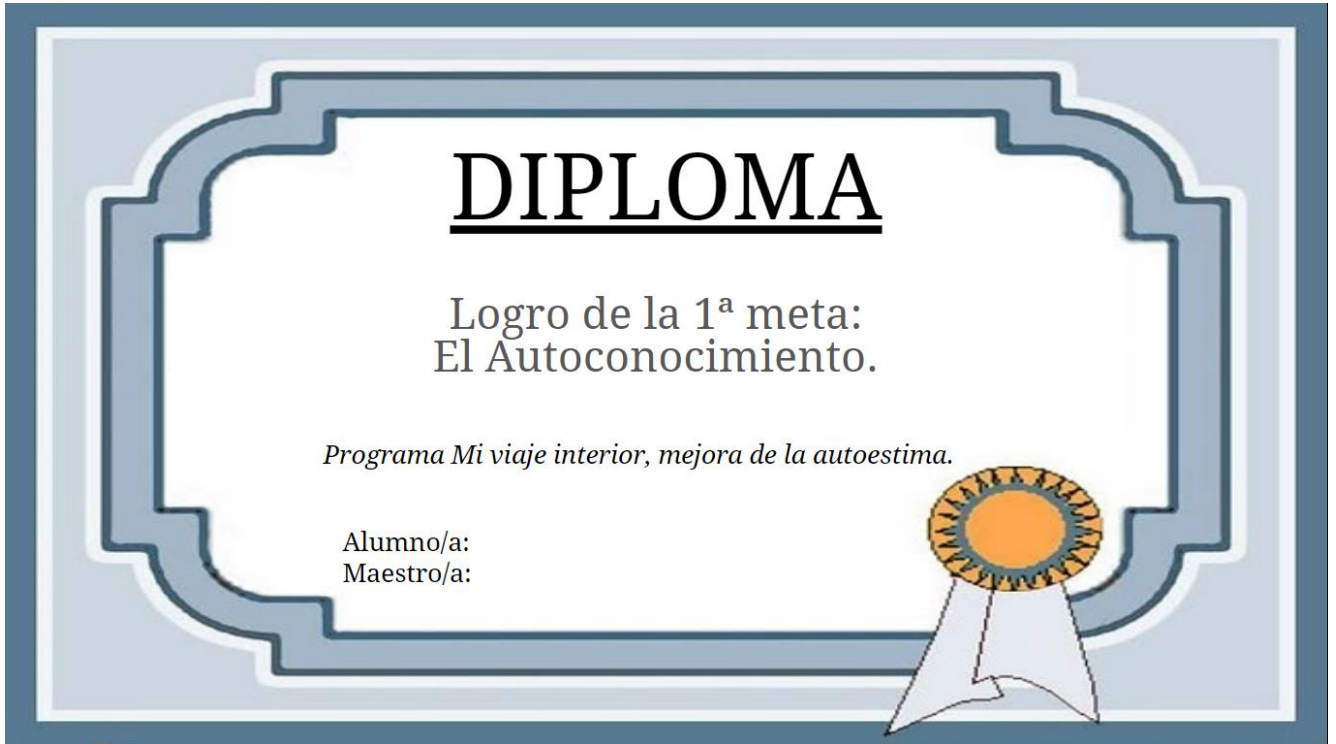 DIPLOMA
Logro de la 1ª meta:
El Autoconocimiento.
Programa Mi viaje interior, mejora de la autoestima.
Alumno/a:
Maestro/a: